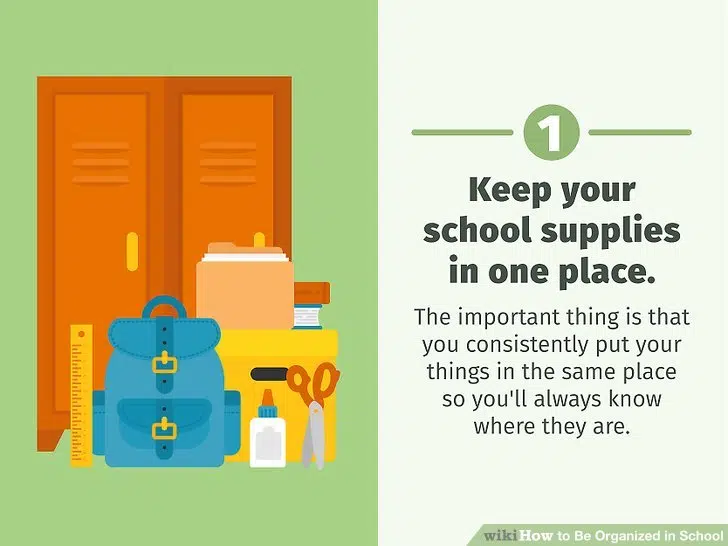 1
Keep your
school supplies
in one place.
The important thing is that
you consistently put your
things in the same place
so you'll always know
where they are.
wikiHow to Be Organized in School